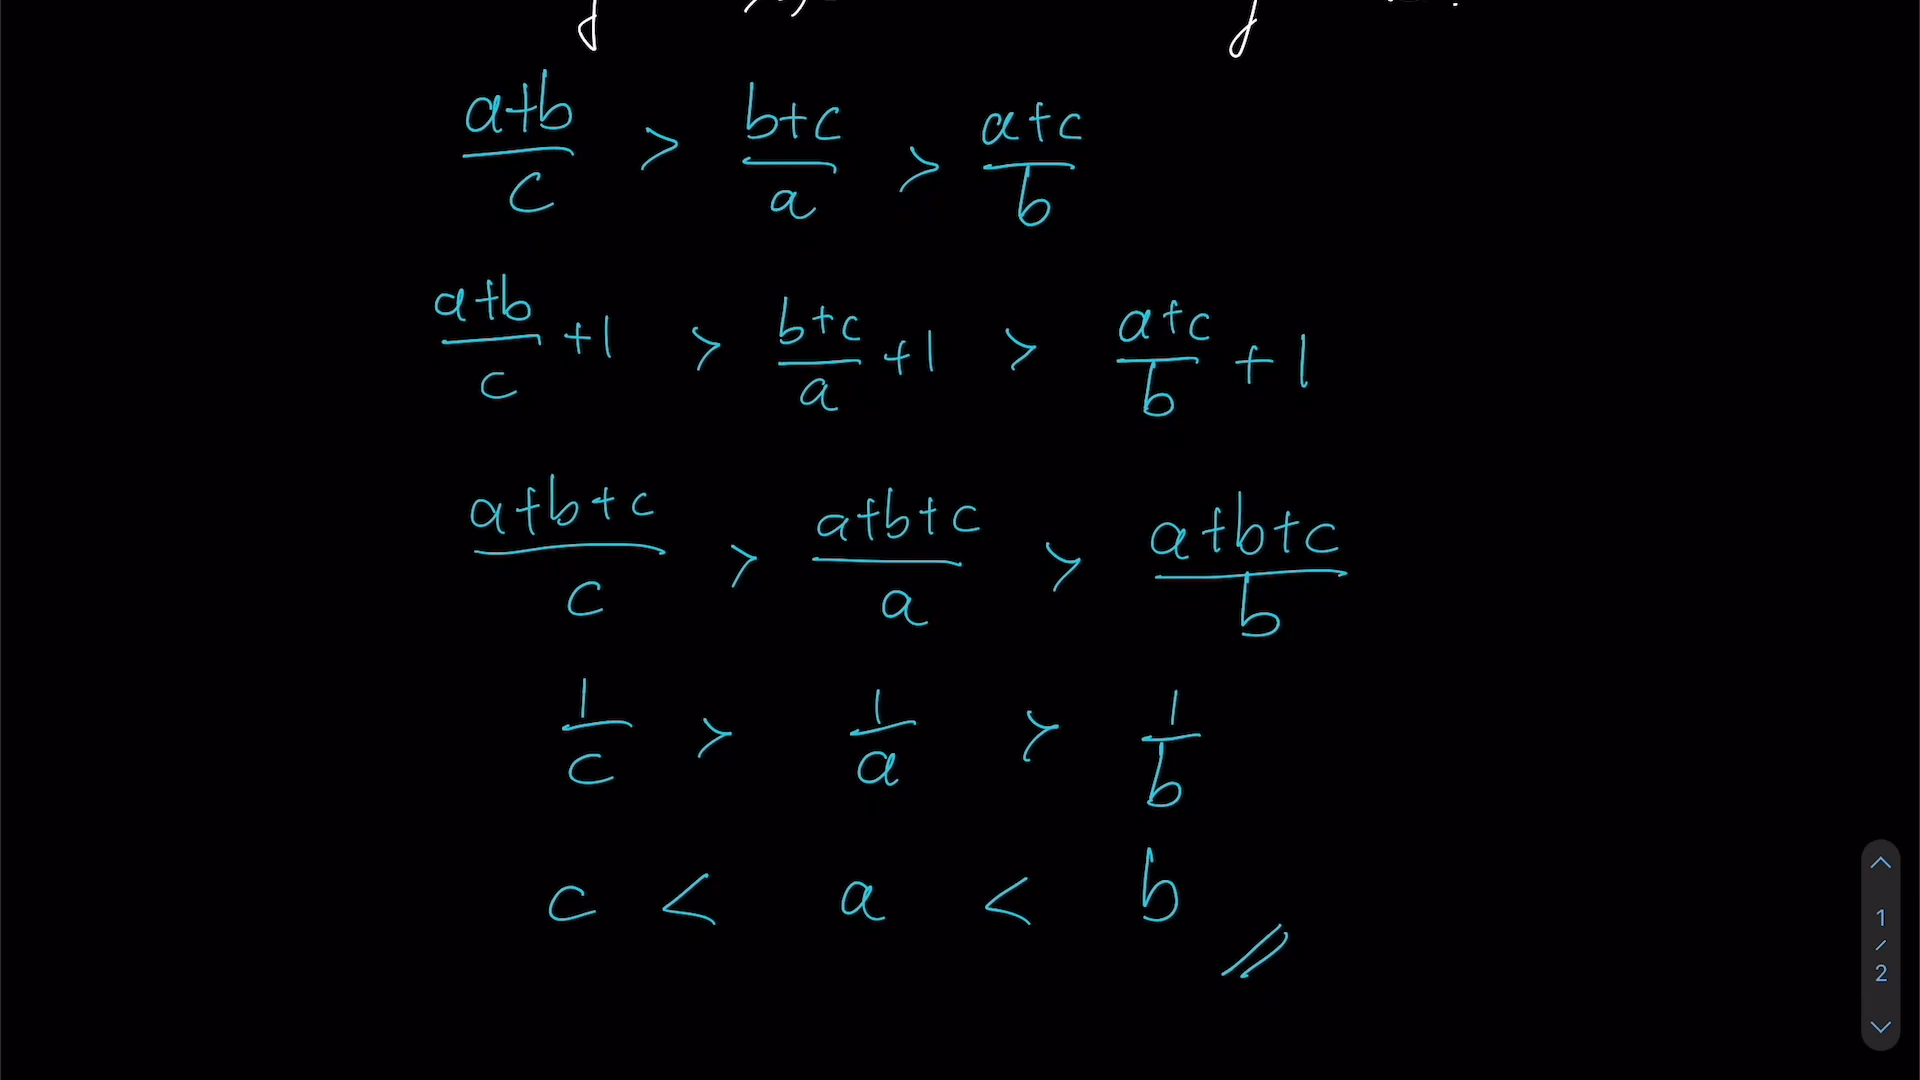 (a+b)/c > (b+c)/a > (a+c)/b
(a+b)/c +1 > (b+c)/a +1 > (a+c)/b +1
(a+b+c)/c > (a+b+c)/a > (a+b+c)/b
1/c > 1/a > 1/b
c < a < b //
1
/
2